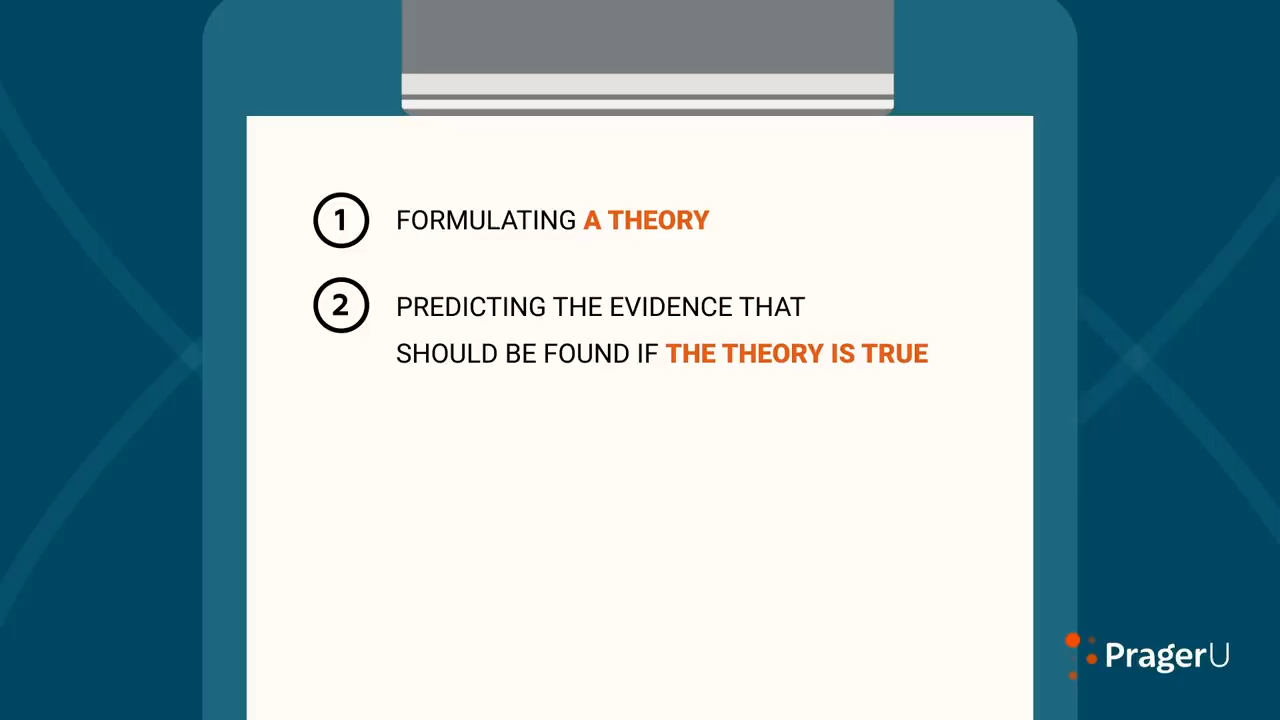 1 FORMULATING A THEORY
2 PREDICTING THE EVIDENCE THAT
SHOULD BE FOUND IF THE THEORY IS TRUE
PragerU